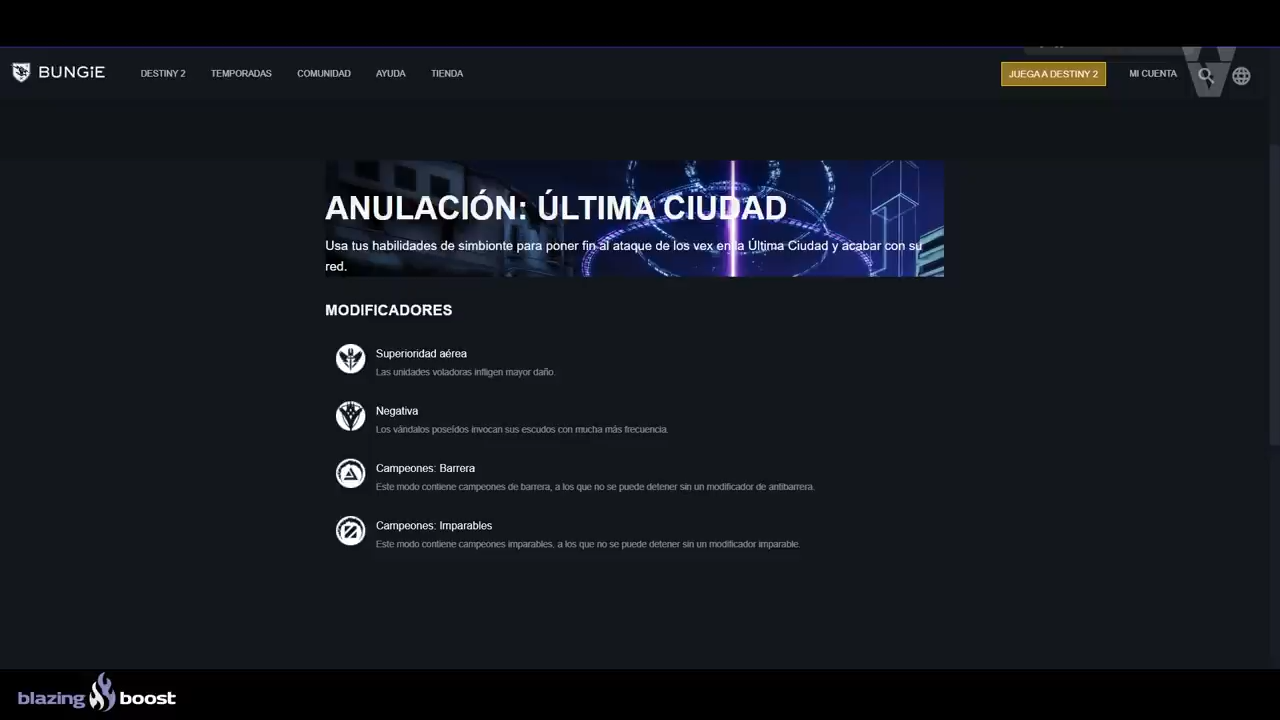 BUNGiE
DESTINY 2 TEMPORADAS COMUNIDAD AYUDA TIENDA JUEGA A DESTINY 2 MI CUENTA
ANULACIÓN: ÚLTIMA CIUDAD
Usa tus habilidades de simbionte para poner fin al ataque de los vex en la Última Ciudad y acabar con su
red.
MODIFICADORES
Superioridad aérea
Las unidades voladoras infligen mayor daño.
Negativa
Los vándalos poseídos invocan sus escudos con mucha más frecuencia.
Campeones: Barrera
Este modo contiene campeones de barrera, a los que no se puede detener sin un modificador de antibarrera.
Campeones: Imparables
Este modo contiene campeones imparables, a los que no se puede detener sin un modificador imparable.
blazing boost